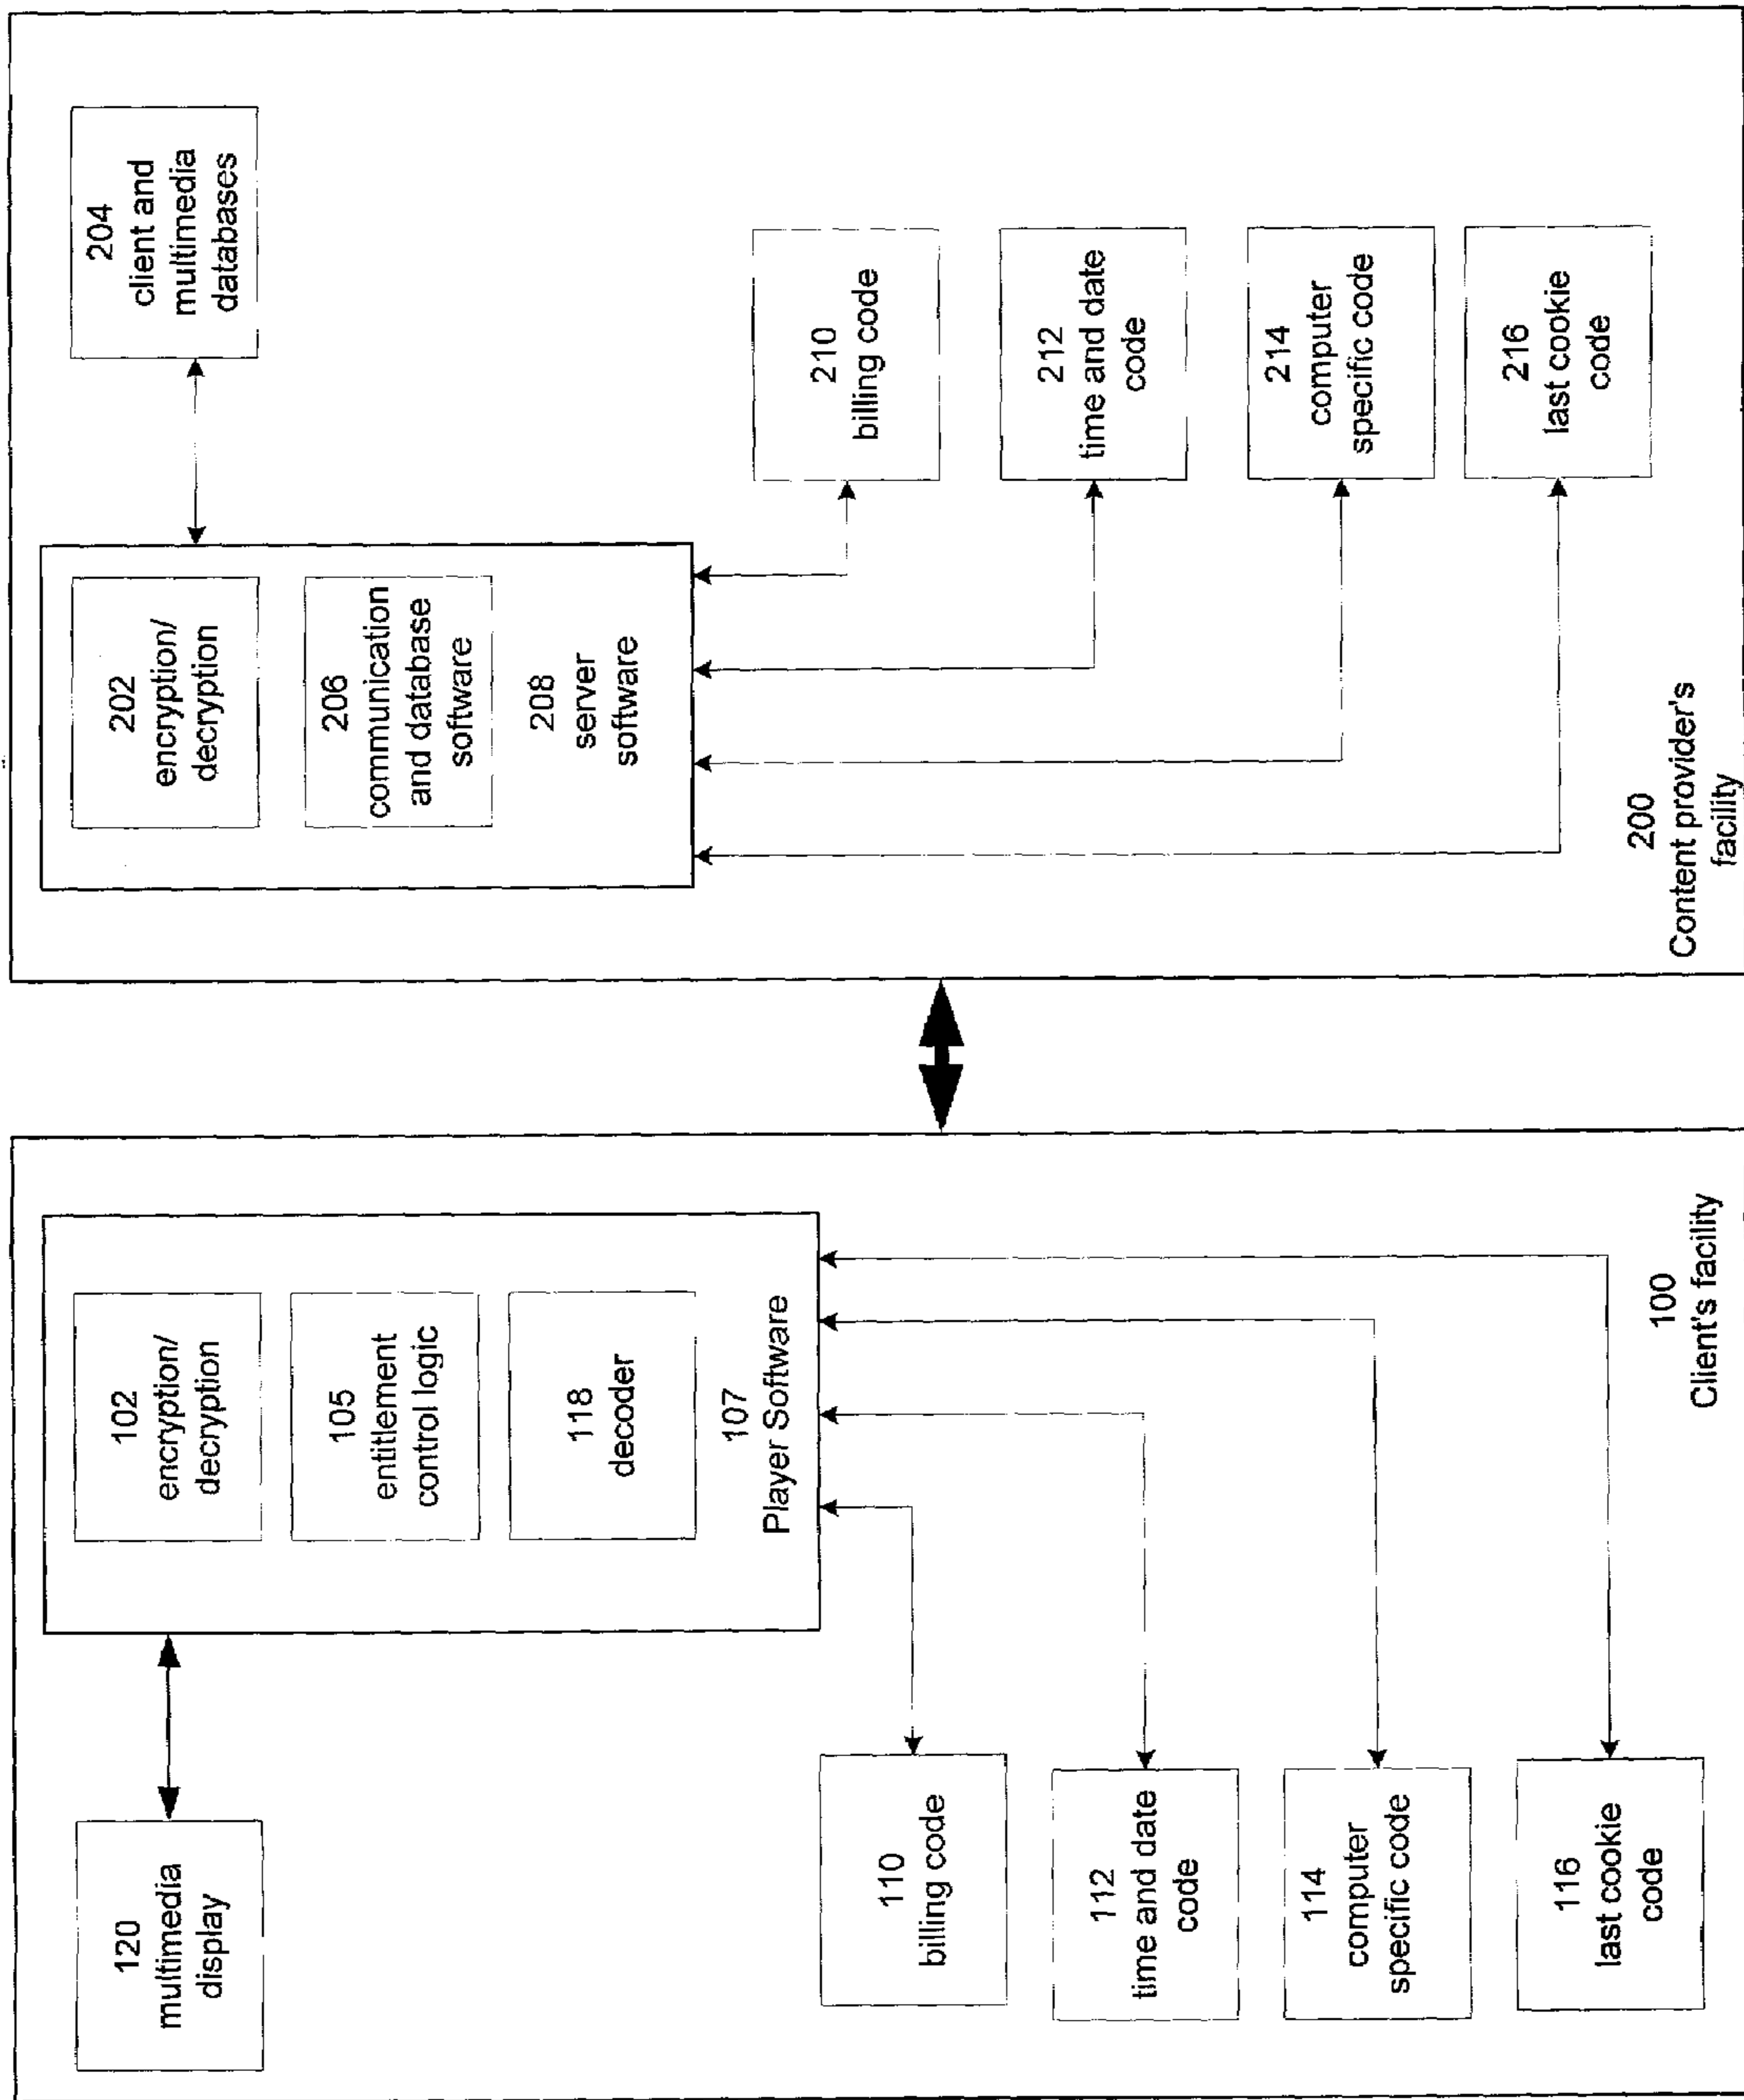 120
multimedia
display
102
encryption/
decryption
105
entitlement
control logic
118
decoder
107
Player Software
110
billing code
112
time and date
code
114
computer
specific code
116
last cookie
code
100
Client's facility
202
encryption/
decryption
206
communication
and database
software
208
server
software
204
client and
multimedia
databases
210
billing code
212
time and date
code
214
computer
specific code
216
last cookie
code
200
Content provider's
facility